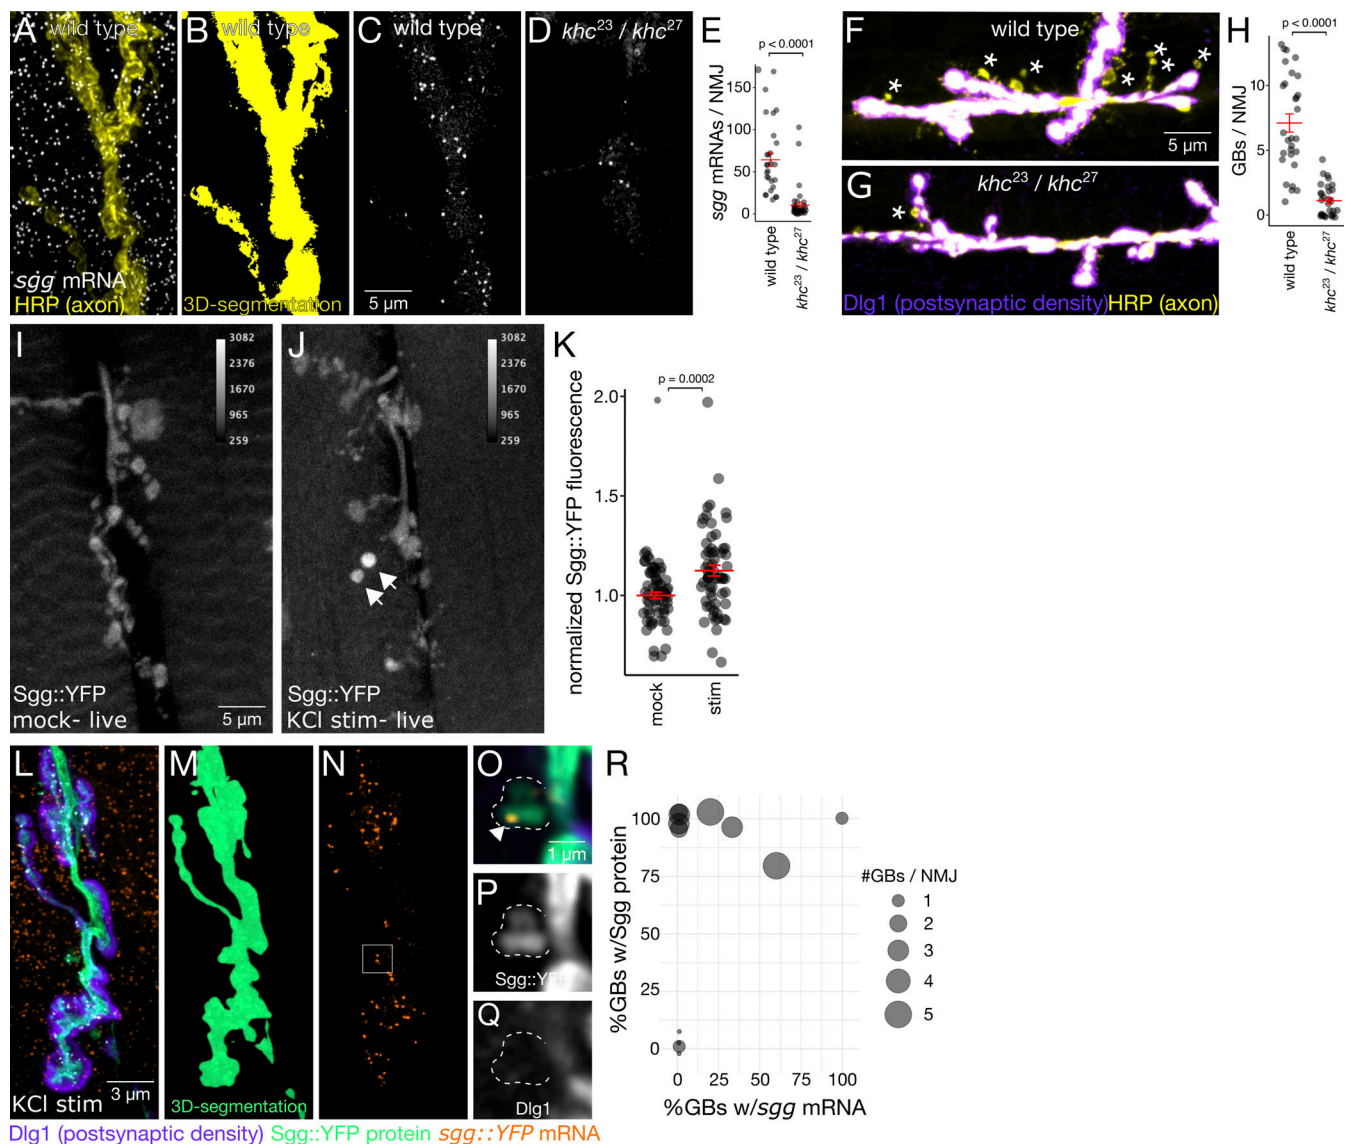 A
wild type
sgg mRNA
HRP (axon)
B
wild type
3D-segmentation
C
wild type
5 µm
D
khc23 / khc27
E
p < 0.0001
sgg mRNAs / NMJ
150
100
50
0
wild type
khc23 / khc27
F
wild type
* * * * * * *
5 µm
G
khc23 / khc27
*
Dlg1 (postsynaptic density) HRP (axon)
H
p < 0.0001
GBs / NMJ
10
5
0
wild type
khc23 / khc27
I
3082
2376
1670
965
259
Sgg::YFP
mock- live
5 µm
J
3082
2376
1670
965
259
Sgg::YFP
KCl stim- live
K
p = 0.0002
normalized Sgg::YFP fluorescence
2.0
1.5
1.0
mock
stim
L
KCl stim
3 µm
M
3D-segmentation
N
O
1 µm
P
Sgg::YFP
Q
Dlg1
Dlg1 (postsynaptic density) Sgg::YFP protein sgg::YFP mRNA
R
%GBs w/Sgg protein
100
75
50
25
0
0 25 50 75 100
%GBs w/sgg mRNA
#GBs / NMJ
1
2
3
4
5